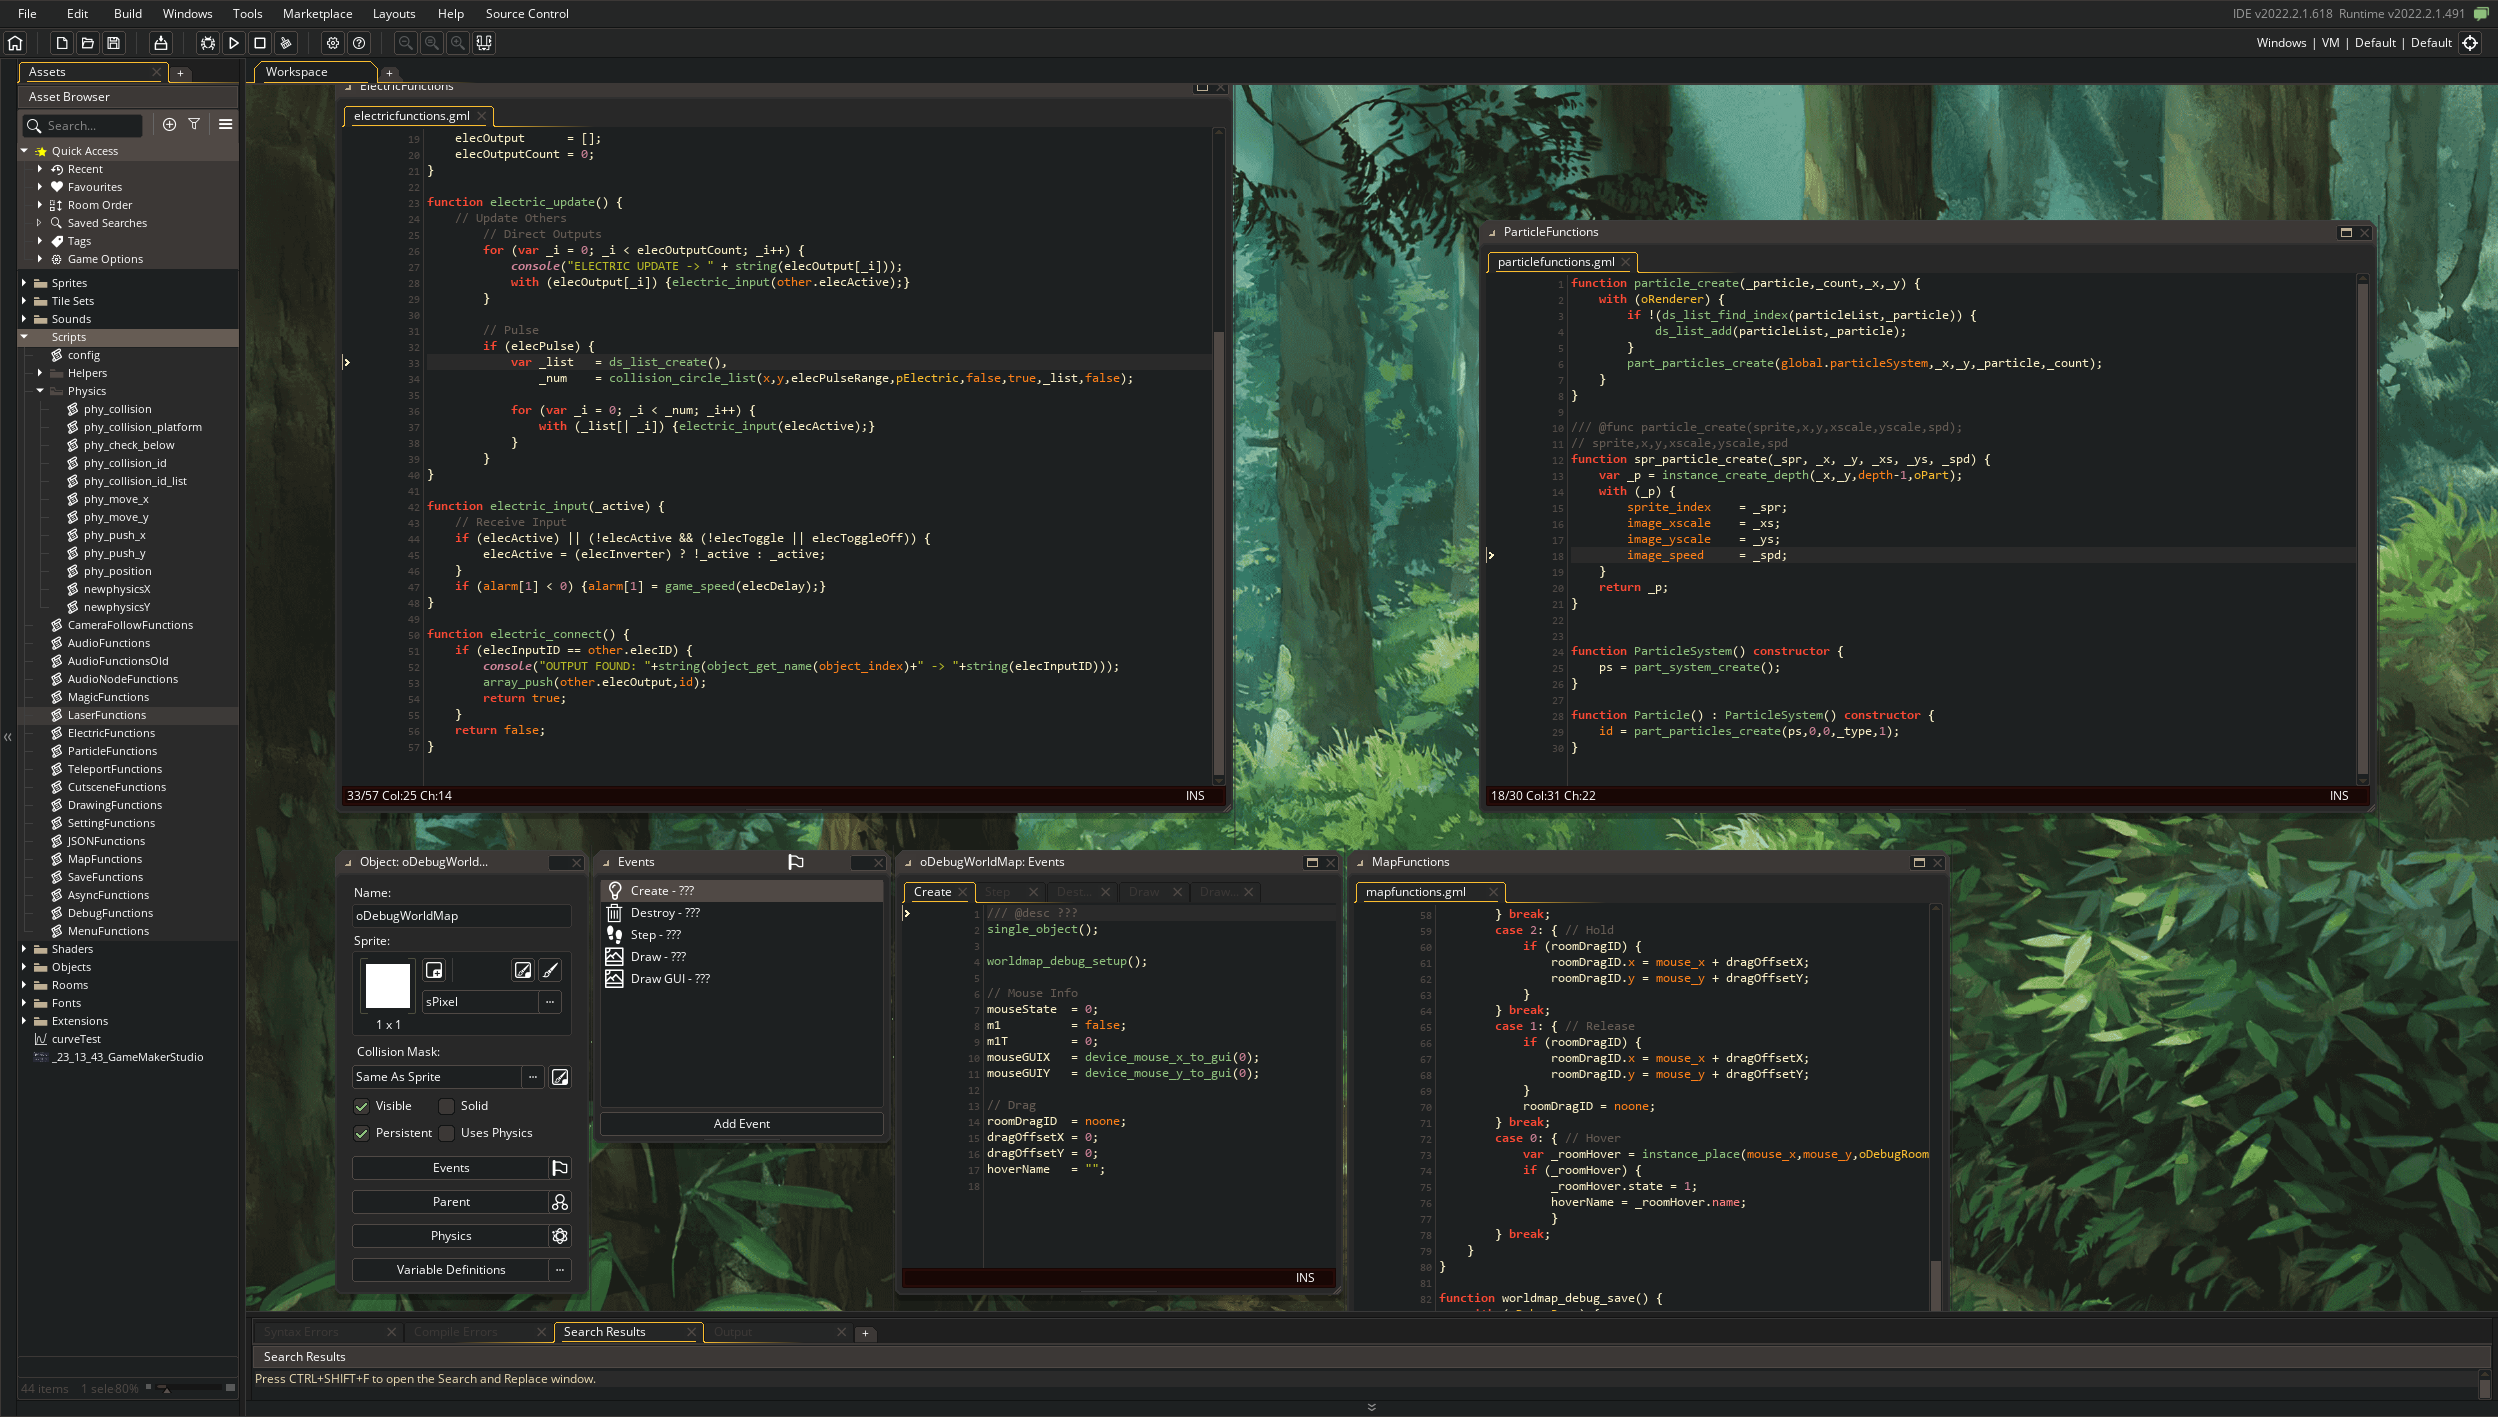 File Edit Build Windows Tools Marketplace Layouts Help Source Control
IDE v2022.2.1.618 Runtime v2022.2.1.491
Windows | VM | Default | Default
Assets
Asset Browser
Search...
Quick Access
Recent
Favourites
Room Order
Saved Searches
Tags
Game Options
Sprites
Tile Sets
Sounds
Scripts
config
Helpers
Physics
phy_collision
phy_collision_platform
phy_check_below
phy_collision_id
phy_collision_id_list
phy_move_x
phy_move_y
phy_push_x
phy_push_y
phy_position
newphysicsX
newphysicsY
CameraFollowFunctions
AudioFunctions
AudioFunctionsOld
AudioNodeFunctions
MagicFunctions
LaserFunctions
ElectricFunctions
ParticleFunctions
TeleportFunctions
CutsceneFunctions
DrawingFunctions
SettingFunctions
JSONFunctions
MapFunctions
SaveFunctions
AsyncFunctions
DebugFunctions
MenuFunctions
Shaders
Objects
Rooms
Fonts
Extensions
curveTest
_23_13_43_GameMakerStudio
44 items 1 sele80%
Workspace
ElectricFunctions
electricfunctions.gml
19 elecOutput = [];
20 elecOutputCount = 0;
21 }
22
23 function electric_update() {
24 // Update Others
25 // Direct Outputs
26 for (var _i = 0; _i < elecOutputCount; _i++) {
27 console("ELECTRIC UPDATE -> " + string(elecOutput[_i]));
28 with (elecOutput[_i]) {electric_input(other.elecActive);}
29 }
30
31 // Pulse
32 if (elecPulse) {
33 var _list = ds_list_create(),
34 _num = collision_circle_list(x,y,elecPulseRange,pElectric,false,true,_list,false);
35
36 for (var _i = 0; _i < _num; _i++) {
37 with (_list[| _i]) {electric_input(elecActive);}
38 }
39 }
40 }
41
42 function electric_input(_active) {
43 // Receive Input
44 if (elecActive) || (!elecActive && (!elecToggle || elecToggleOff)) {
45 elecActive = (elecInverter) ? !_active : _active;
46 }
47 if (alarm[1] < 0) {alarm[1] = game_speed(elecDelay);}
48 }
49
50 function electric_connect() {
51 if (elecInputID == other.elecID) {
52 console("OUTPUT FOUND: "+string(object_get_name(object_index)+" -> "+string(elecInputID)));
53 array_push(other.elecOutput,id);
54 return true;
55 }
56 return false;
57 }
33/57 Col:25 Ch:14 INS
ParticleFunctions
particlefunctions.gml
1 function particle_create(_particle,_count,_x,_y) {
2 with (oRenderer) {
3 if !(ds_list_find_index(particleList,_particle)) {
4 ds_list_add(particleList,_particle);
5 }
6 part_particles_create(global.particleSystem,_x,_y,_particle,_count);
7 }
8 }
9
10 /// @func particle_create(sprite,x,y,xscale,yscale,spd);
11 // sprite,x,y,xscale,yscale,spd
12 function spr_particle_create(_spr, _x, _y, _xs, _ys, _spd) {
13 var _p = instance_create_depth(_x,_y,depth-1,oPart);
14 with (_p) {
15 sprite_index = _spr;
16 image_xscale = _xs;
17 image_yscale = _ys;
18 image_speed = _spd;
19 }
20 return _p;
21 }
22
23
24 function ParticleSystem() constructor {
25 ps = part_system_create();
26 }
27
28 function Particle() : ParticleSystem() constructor {
29 id = part_particles_create(ps,0,0,_type,1);
30 }
18/30 Col:31 Ch:22 INS
Object: oDebugWorld...
Name:
oDebugWorldMap
Sprite:
sPixel
1 x 1
Collision Mask:
Same As Sprite
Visible Solid
Persistent Uses Physics
Events
Parent
Physics
Variable Definitions
Events
Create - ???
Destroy - ???
Step - ???
Draw - ???
Draw GUI - ???
Add Event
oDebugWorldMap: Events
Create Step Dest... Draw Draw...
1 /// @desc ???
2 single_object();
3
4 worldmap_debug_setup();
5
6 // Mouse Info
7 mouseState = 0;
8 m1 = false;
9 m1T = 0;
10 mouseGUIX = device_mouse_x_to_gui(0);
11 mouseGUIY = device_mouse_y_to_gui(0);
12
13 // Drag
14 roomDragID = noone;
15 dragOffsetX = 0;
16 dragOffsetY = 0;
17 hoverName = "";
18
INS
MapFunctions
mapfunctions.gml
58 } break;
59 case 2: { // Hold
60 if (roomDragID) {
61 roomDragID.x = mouse_x + dragOffsetX;
62 roomDragID.y = mouse_y + dragOffsetY;
63 }
64 } break;
65 case 1: { // Release
66 if (roomDragID) {
67 roomDragID.x = mouse_x + dragOffsetX;
68 roomDragID.y = mouse_y + dragOffsetY;
69 }
70 roomDragID = noone;
71 } break;
72 case 0: { // Hover
73 var _roomHover = instance_place(mouse_x,mouse_y,oDebugRoom
74 if (_roomHover) {
75 _roomHover.state = 1;
76 hoverName = _roomHover.name;
77 }
78 } break;
79 }
80 }
81
82 function worldmap_debug_save() {
Syntax Errors Compile Errors Search Results Output
Search Results
Press CTRL+SHIFT+F to open the Search and Replace window.